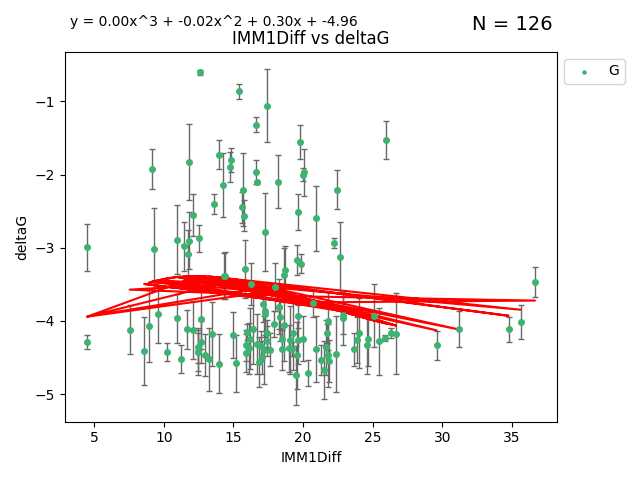 y = 0.00x^3 + -0.02x^2 + 0.30x + -4.96
N = 126
IMM1Diff vs deltaG
G
deltaG
−1
−2
−3
−4
−5
5 10 15 20 25 30 35
IMM1Diff